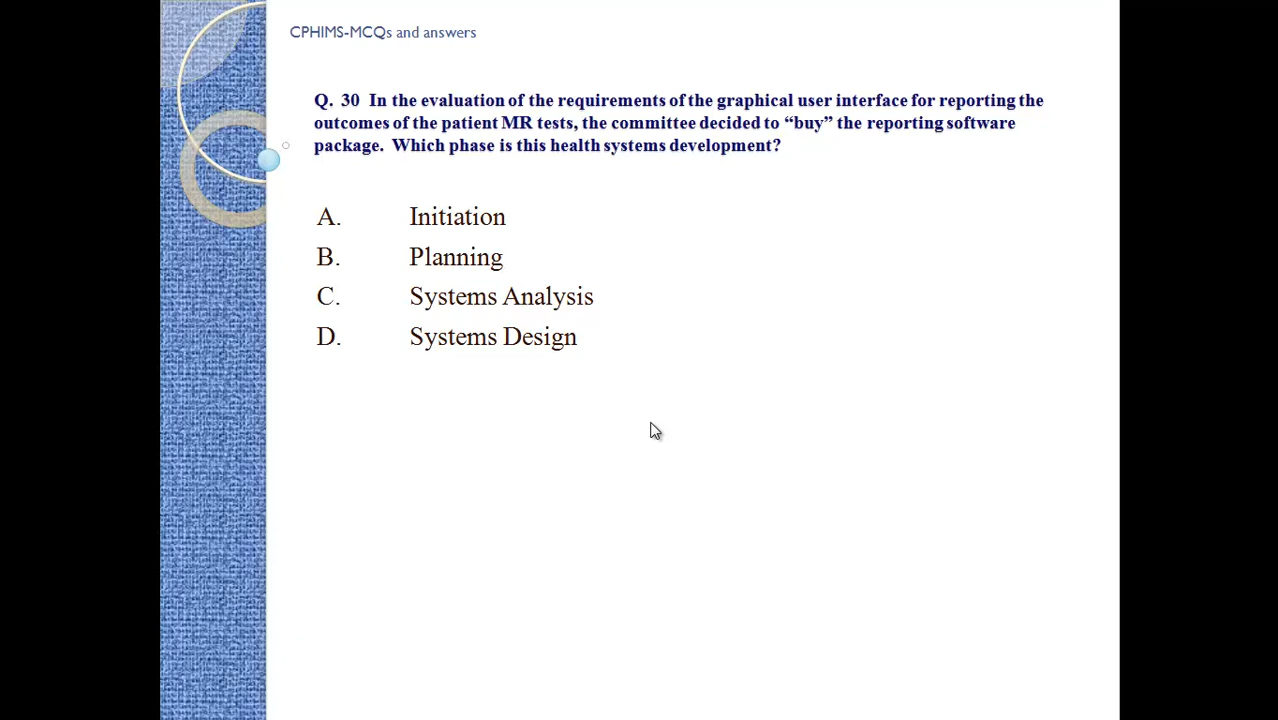 CPHIMS-MCQs and answers
Q. 30 In the evaluation of the requirements of the graphical user interface for reporting the
outcomes of the patient MR tests, the committee decided to “buy” the reporting software
package. Which phase is this health systems development?
A. Initiation
B. Planning
C. Systems Analysis
D. Systems Design